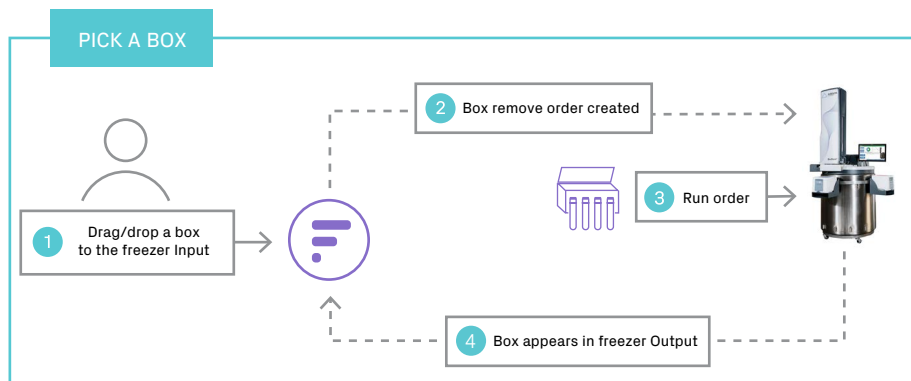 PICK A BOX
1
Drag/drop a box
to the freezer Input
2
Box remove order created
3
Run order
4
Box appears in freezer Output